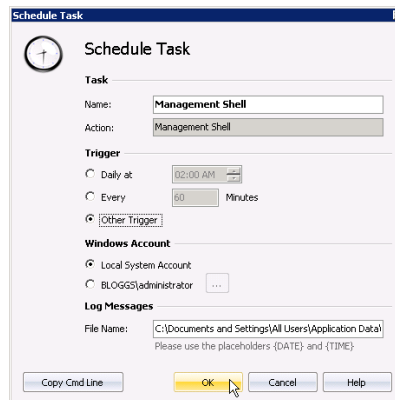 Schedule Task
Schedule Task
Task
Name: Management Shell
Action: Management Shell
Trigger
Daily at 02:00 AM
Every 60 Minutes
Other Trigger
Windows Account
Local System Account
BLOGGS\administrator ...
Log Messages
File Name: C:\Documents and Settings\All Users\Application Data\
Please use the placeholders {DATE} and {TIME}
Copy Cmd Line OK Cancel Help